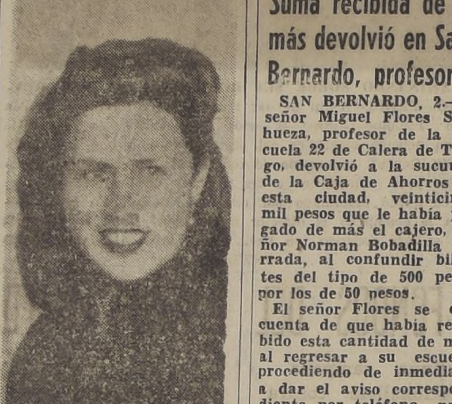 Suma recibida de
más devolvió en Sa
Bernardo, profesor
SAN BERNARDO, 2.—
señor Miguel Flores S
hueza, profesor de la
cuela 22 de Calera de T
go, devolvió a la sucu
de la Caja de Ahorros
esta ciudad, veintici
mil pesos que le había
gado de más el cajero,
ñor Norman Bobadilla
rrada, al confundir bi
tes del tipo de 500 pe
por los de 50 pesos.
El señor Flores se
cuenta de que había re
bido esta cantidad de m
al regresar a su escue
procediendo de inmedia
a dar el aviso corresp
diente por teléfono